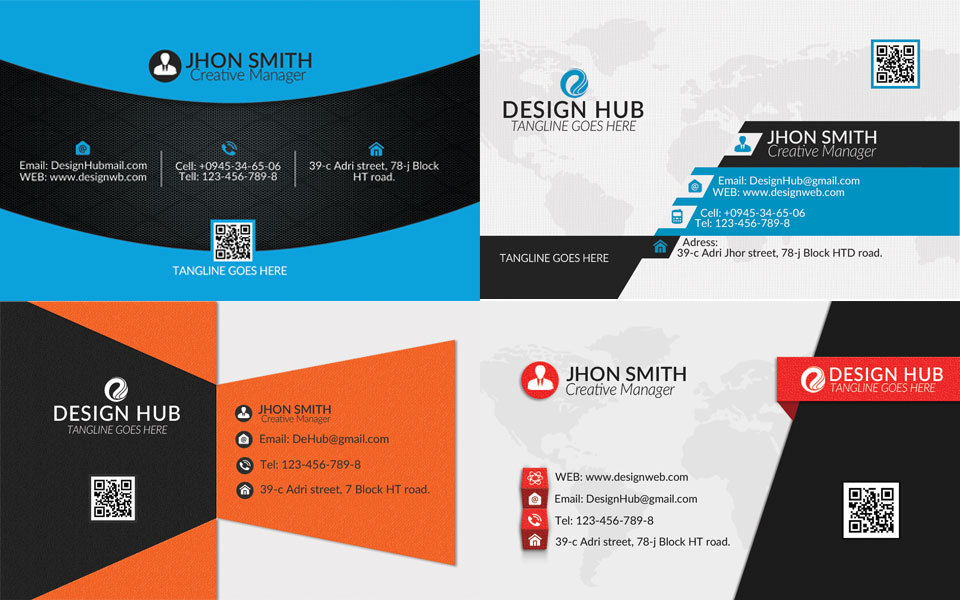 JHON SMITH
Creative Manager
Email: DesignHubmail.com
WEB: www.designwb.com
Cell: +0945-34-65-06
Tell: 123-456-789-8
39-c Adri street, 78-j Block
HT road.
TANGLINE GOES HERE
DESIGN HUB
TANGLINE GOES HERE
JHON SMITH
Creative Manager
Email: DesignHub@gmail.com
WEB: www.designweb.com
Cell: +0945-34-65-06
Tel: 123-456-789-8
Adress:
39-c Adri Jhor street, 78-j Block HTD road.
TANGLINE GOES HERE
DESIGN HUB
TANGLINE GOES HERE
JHON SMITH
Creative Manager
Email: DeHub@gmail.com
Tel: 123-456-789-8
39-c Adri street, 7 Block HT road.
JHON SMITH
Creative Manager
DESIGN HUB
TANGLINE GOES HERE
WEB: www.designweb.com
Email: DesignHub@gmail.com
Tel: 123-456-789-8
39-c Adri street, 78-j Block HT road.